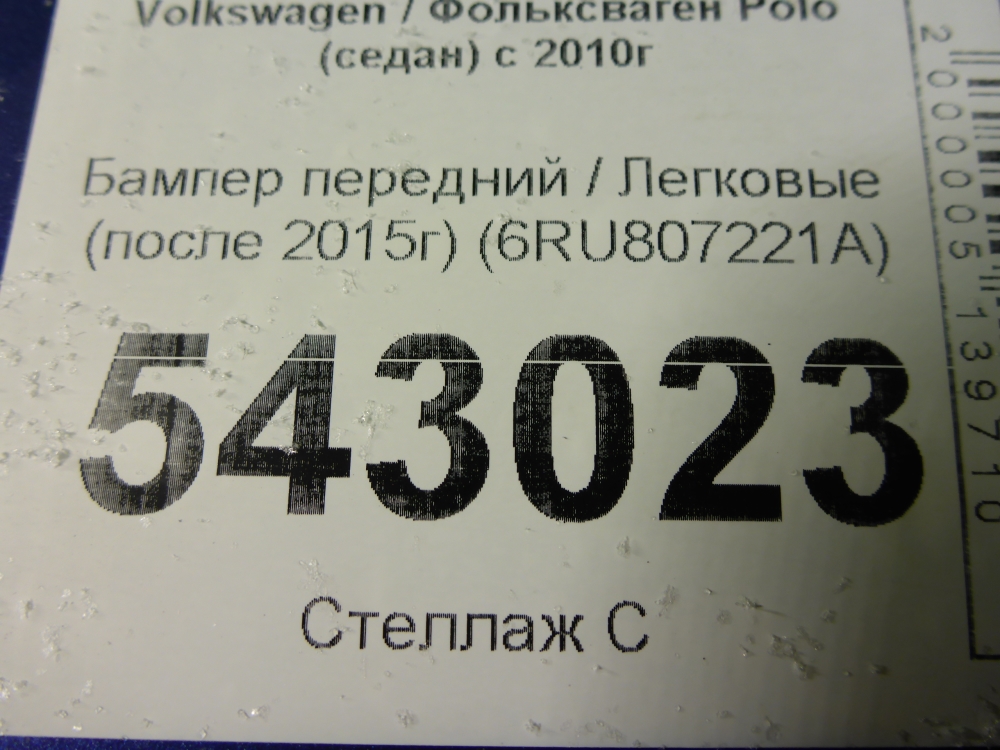 Volkswagen / Фольксваген Polo
(седан) с 2010г
Бампер передний / Легковые
(после 2015г) (6RU807221A)
543023
Стеллаж С
2000005139710